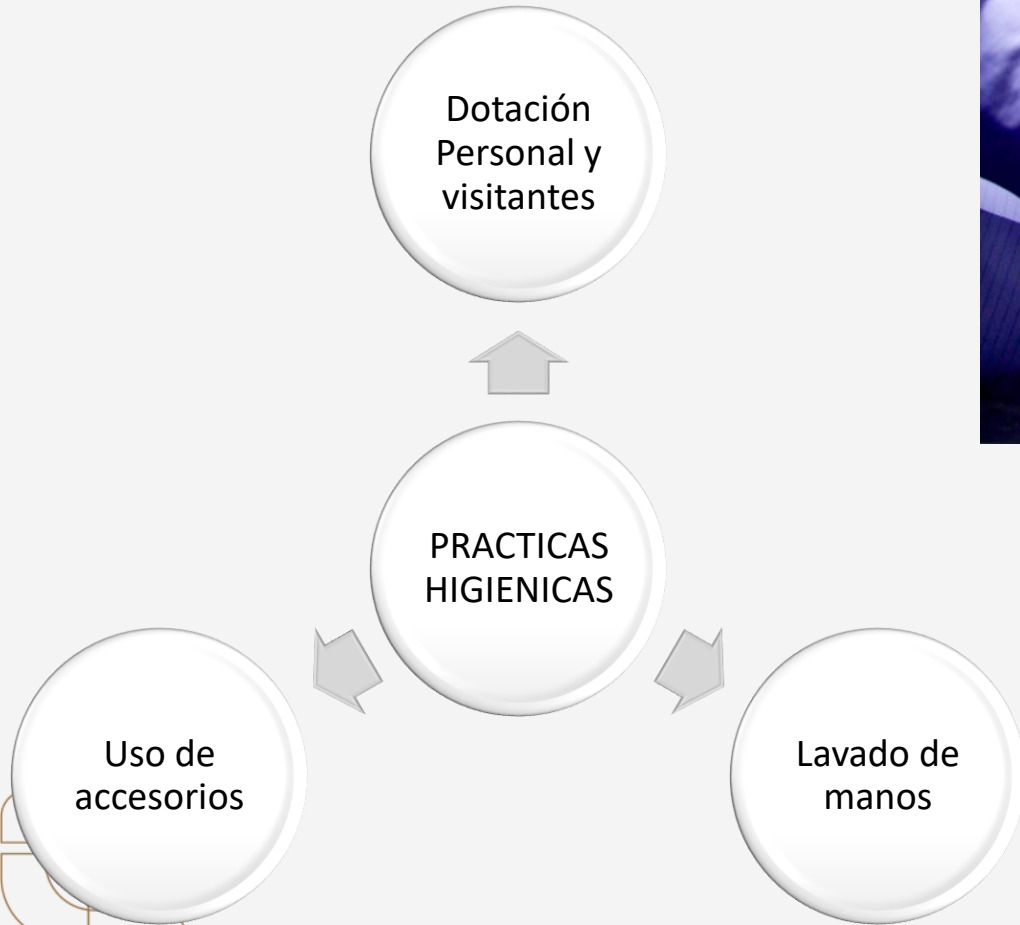 Dotación
Personal y
visitantes
PRACTICAS
HIGIENICAS
Uso de
accesorios
Lavado de
manos